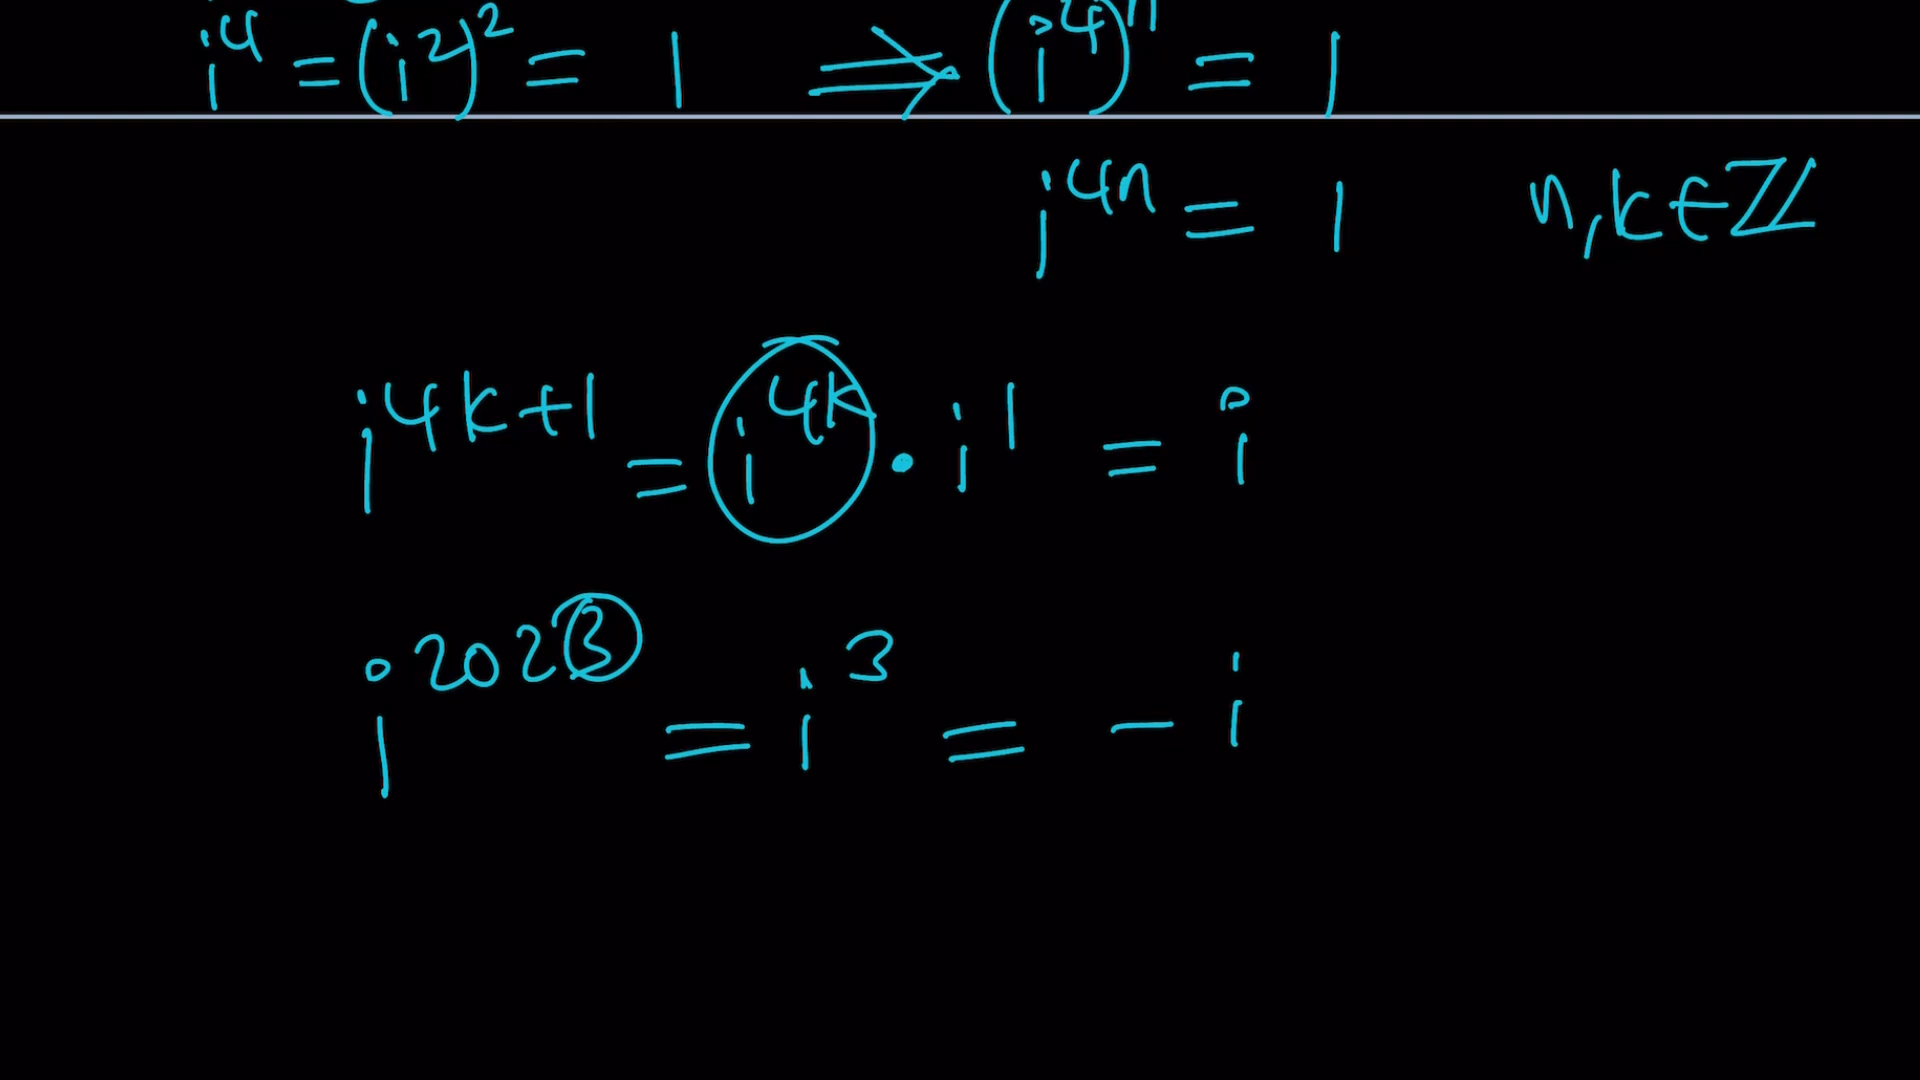 i⁴ = (i²)² = 1 ⇒ (i⁴)ⁿ = 1
i⁴ⁿ = 1 n, k ∈ ℤ
i⁴ᵏ⁺¹ = i⁴ᵏ · i¹ = i
i²⁰²³ = i³ = - i